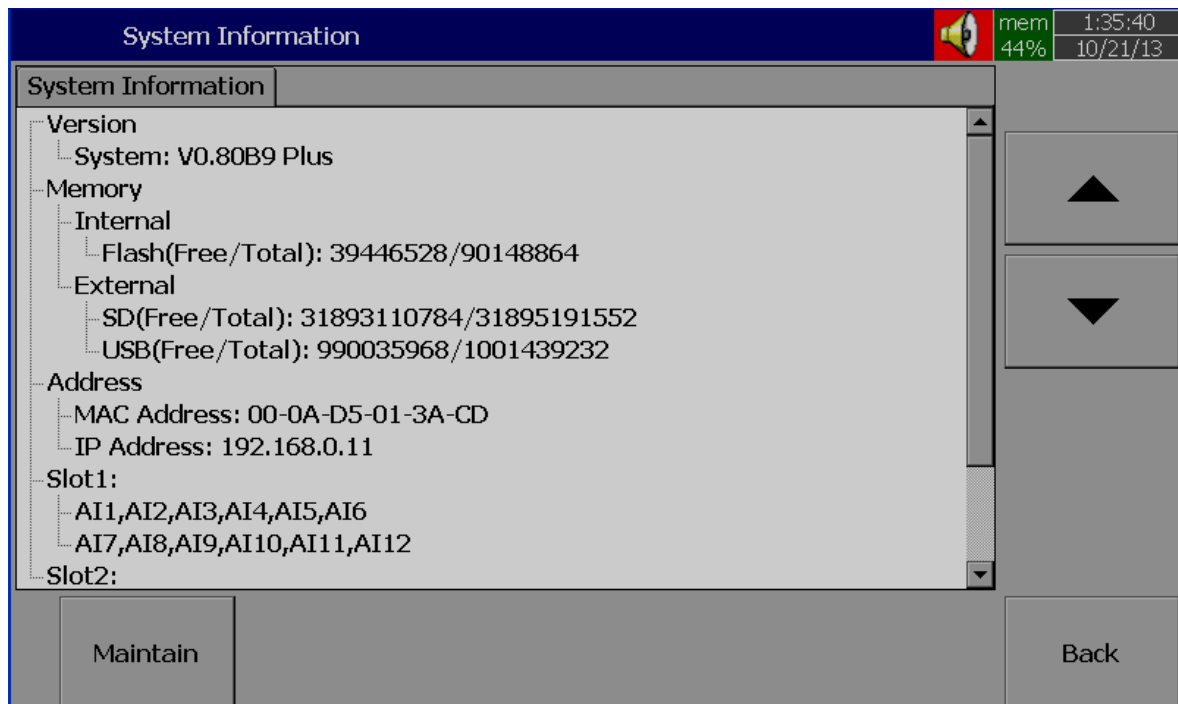 System Information
mem
44%
1:35:40
10/21/13
System Information
Version
System: V0.80B9 Plus
Memory
Internal
Flash(Free/Total): 39446528/90148864
External
SD(Free/Total): 31893110784/31895191552
USB(Free/Total): 990035968/1001439232
Address
MAC Address: 00-0A-D5-01-3A-CD
IP Address: 192.168.0.11
Slot1:
AI1,AI2,AI3,AI4,AI5,AI6
AI7,AI8,AI9,AI10,AI11,AI12
Slot2:
Maintain
Back